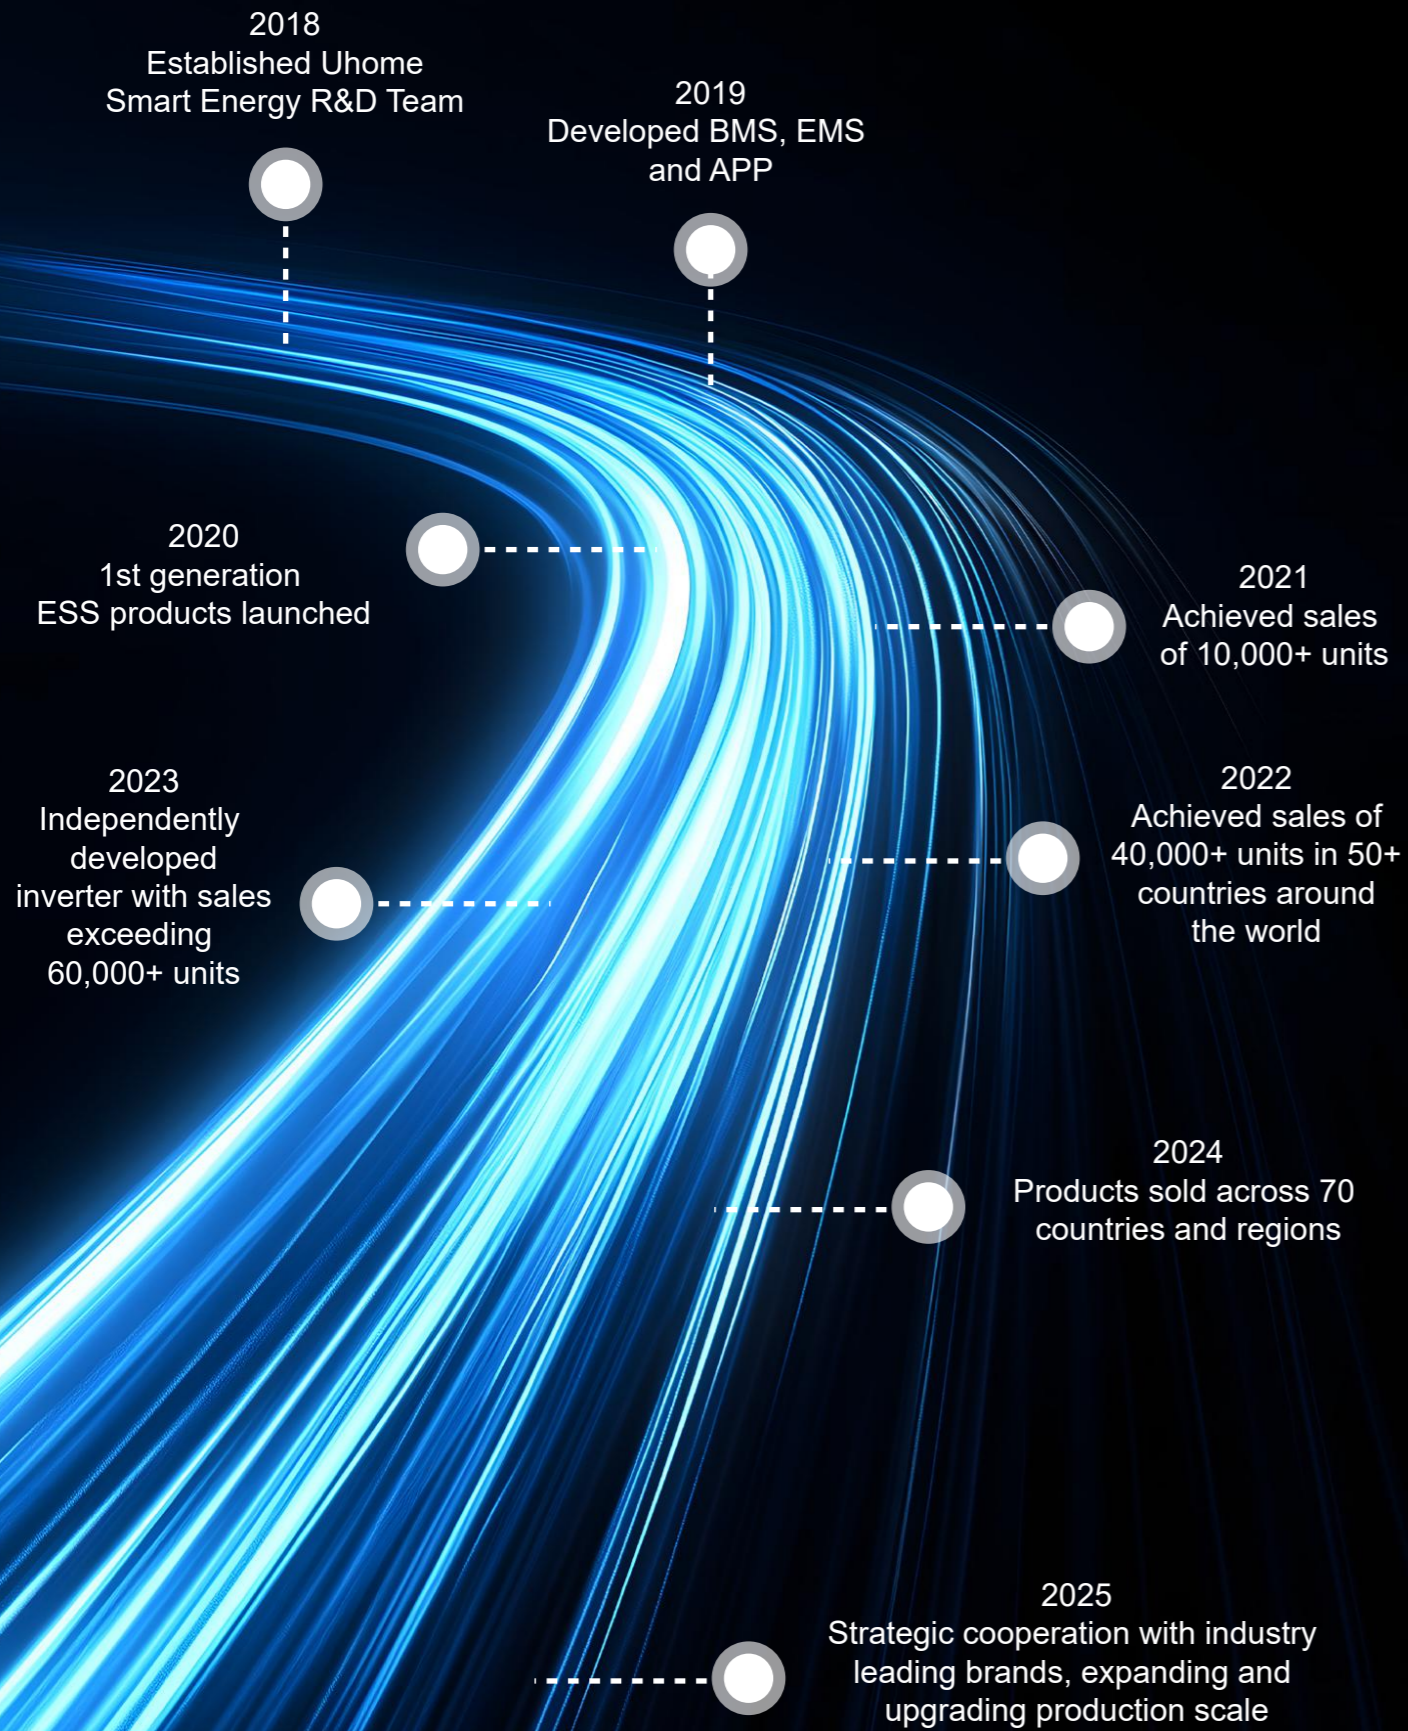 2018
Established Uhome
Smart Energy R&D Team
2019
Developed BMS, EMS
and APP
2020
1st generation
ESS products launched
2021
Achieved sales
of 10,000+ units
2022
Achieved sales of
40,000+ units in 50+
countries around
the world
2023
Independently
developed
inverter with sales
exceeding
60,000+ units
2024
Products sold across 70
countries and regions
2025
Strategic cooperation with industry
leading brands, expanding and
upgrading production scale